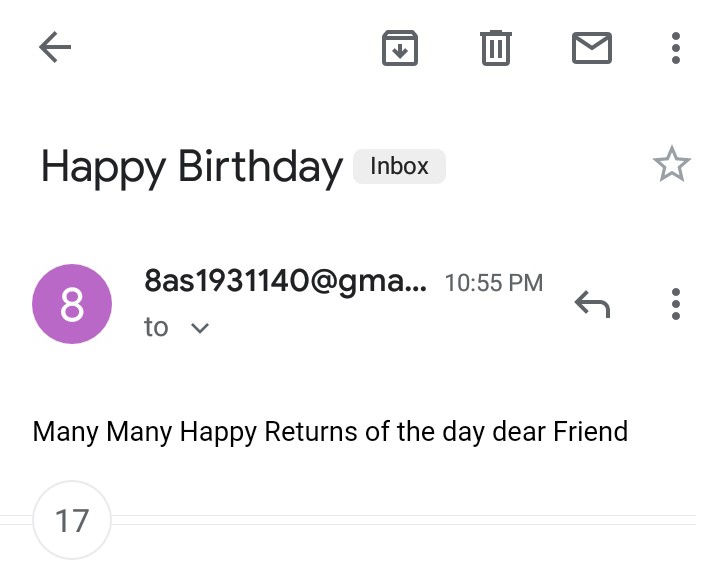 Happy Birthday Inbox
8
8as1931140@gma... 10:55 PM
to
Many Many Happy Returns of the day dear Friend
17